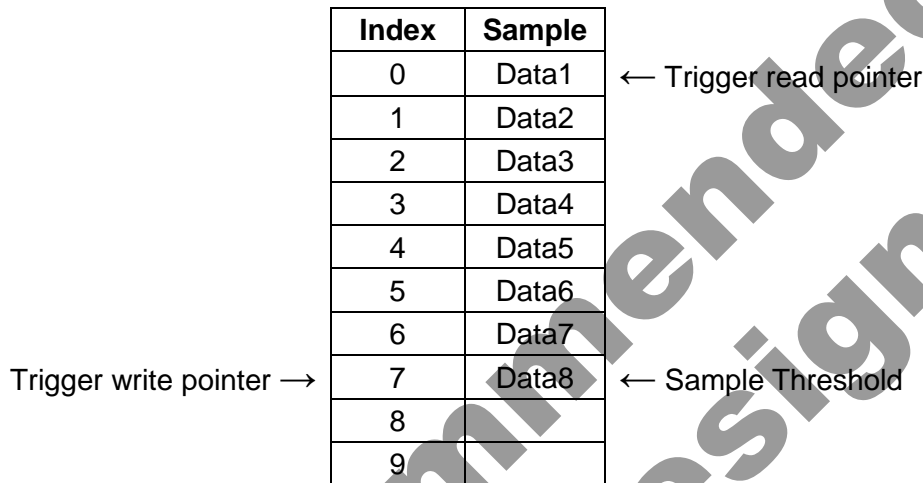 Index Sample
0 Data1 ← Trigger read pointer
1 Data2
2 Data3
3 Data4
4 Data5
5 Data6
6 Data7
Trigger write pointer → 7 Data8 ← Sample Threshold
8
9